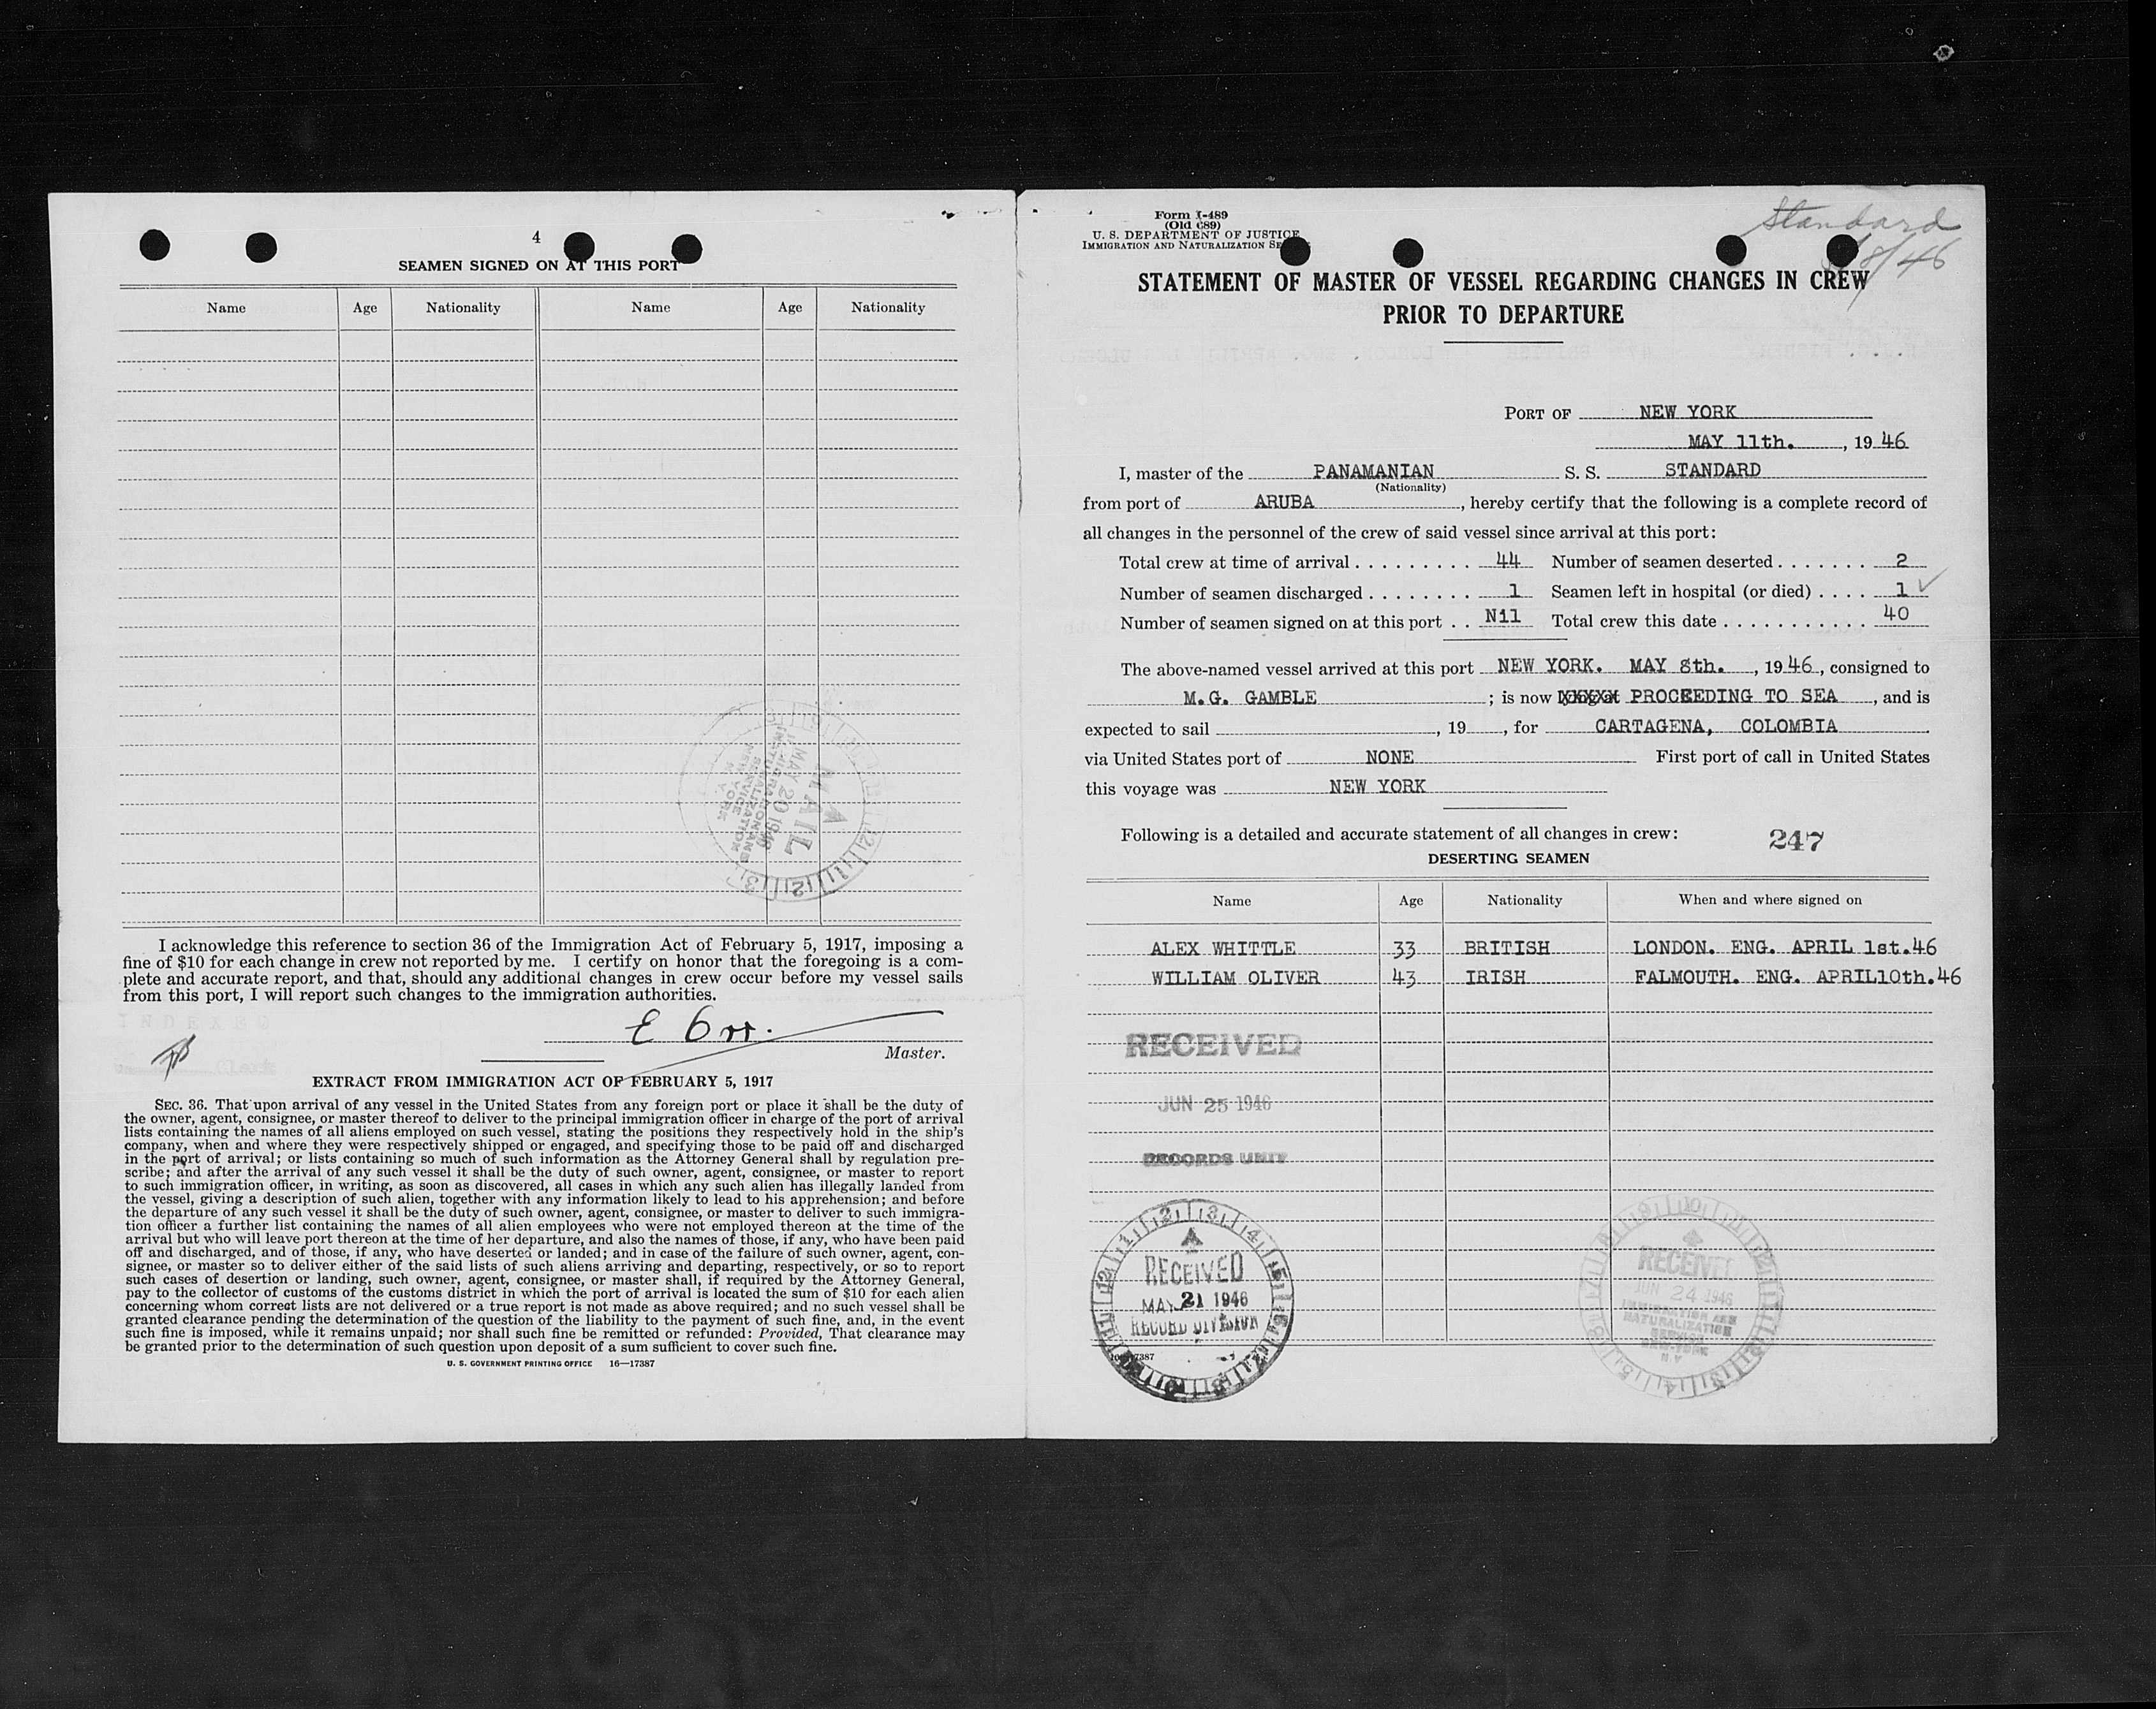 4
SEAMEN SIGNED ON AT THIS PORT
Name Age Nationality Name Age Nationality
MAIL
MAY 20 1946
I acknowledge this reference to section 36 of the Immigration Act of February 5, 1917, imposing a
fine of $10 for each change in crew not reported by me. I certify on honor that the foregoing is a com-
plete and accurate report, and that, should any additional changes in crew occur before my vessel sails
from this port, I will report such changes to the immigration authorities.
Master.
EXTRACT FROM IMMIGRATION ACT OF FEBRUARY 5, 1917
SEC. 36. That upon arrival of any vessel in the United States from any foreign port or place it shall be the duty of
the owner, agent, consignee, or master thereof to deliver to the principal immigration officer in charge of the port of arrival
lists containing the names of all aliens employed on such vessel, stating the positions they respectively hold in the ship's
company, when and where they were respectively shipped or engaged, and specifying those to be paid off and discharged
in the port of arrival; or lists containing so much of such information as the Attorney General shall by regulation pre-
scribe; and after the arrival of any such vessel it shall be the duty of such owner, agent, consignee, or master to report
to such immigration officer, in writing, as soon as discovered, all cases in which any such alien has illegally landed from
the vessel, giving a description of such alien, together with any information likely to lead to his apprehension; and before
the departure of any such vessel it shall be the duty of such owner, agent, consignee, or master to deliver to such immigra-
tion officer a further list containing the names of all alien employees who were not employed thereon at the time of the
arrival but who will leave port thereon at the time of her departure, and also the names of those, if any, who have been paid
off and discharged, and of those, if any, who have deserted or landed; and in case of the failure of such owner, agent, con-
signee, or master so to deliver either of the said lists of such aliens arriving and departing, respectively, or so to report
such cases of desertion or landing, such owner, agent, consignee, or master shall, if required by the Attorney General,
pay to the collector of customs of the customs district in which the port of arrival is located the sum of $10 for each alien
concerning whom correct lists are not delivered or a true report is not made as above required; and no such vessel shall be
granted clearance pending the determination of the question of the liability to the payment of such fine, and, in the event
such fine is imposed, while it remains unpaid; nor shall such fine be remitted or refunded: Provided, That clearance may
be granted prior to the determination of such question upon deposit of a sum sufficient to cover such fine.
U. S. GOVERNMENT PRINTING OFFICE 16—17387
Form I-489
(Old 689)
U. S. DEPARTMENT OF JUSTICE
IMMIGRATION AND NATURALIZATION
Standard
8/46
STATEMENT OF MASTER OF VESSEL REGARDING CHANGES IN CREW
PRIOR TO DEPARTURE
PORT OF NEW YORK
MAY 11th. , 19 46
I, master of the PANAMANIAN S. S. STANDARD
(Nationality)
from port of ARUBA , hereby certify that the following is a complete record of
all changes in the personnel of the crew of said vessel since arrival at this port:
Total crew at time of arrival . . . . . . . . . 44 Number of seamen deserted . . . . . . . 2
Number of seamen discharged . . . . . . . . 1 Seamen left in hospital (or died) . . . . 1 ✓
Number of seamen signed on at this port . . Nil Total crew this date . . . . . . . . . . . 40
The above-named vessel arrived at this port NEW YORK. MAY 8th. , 19 46 , consigned to
M.G. GAMBLE ; is now PROCEEDING TO SEA , and is
expected to sail , 19 , for CARTAGENA, COLOMBIA
via United States port of NONE First port of call in United States
this voyage was NEW YORK
Following is a detailed and accurate statement of all changes in crew:
247
DESERTING SEAMEN
Name Age Nationality When and where signed on
ALEX WHITTLE 33 BRITISH LONDON. ENG. APRIL 1st.46
WILLIAM OLIVER 43 IRISH FALMOUTH. ENG. APRIL10th.46
RECEIVED
JUN 25 1946
RECORDS UNIT
RECEIVED
MAY 21 1946
RECORD DIVISION
RECEIVED
JUN 24 1946
IMMIGRATION AND
NATURALIZATION
SERVICE
NEW YORK
N.Y.